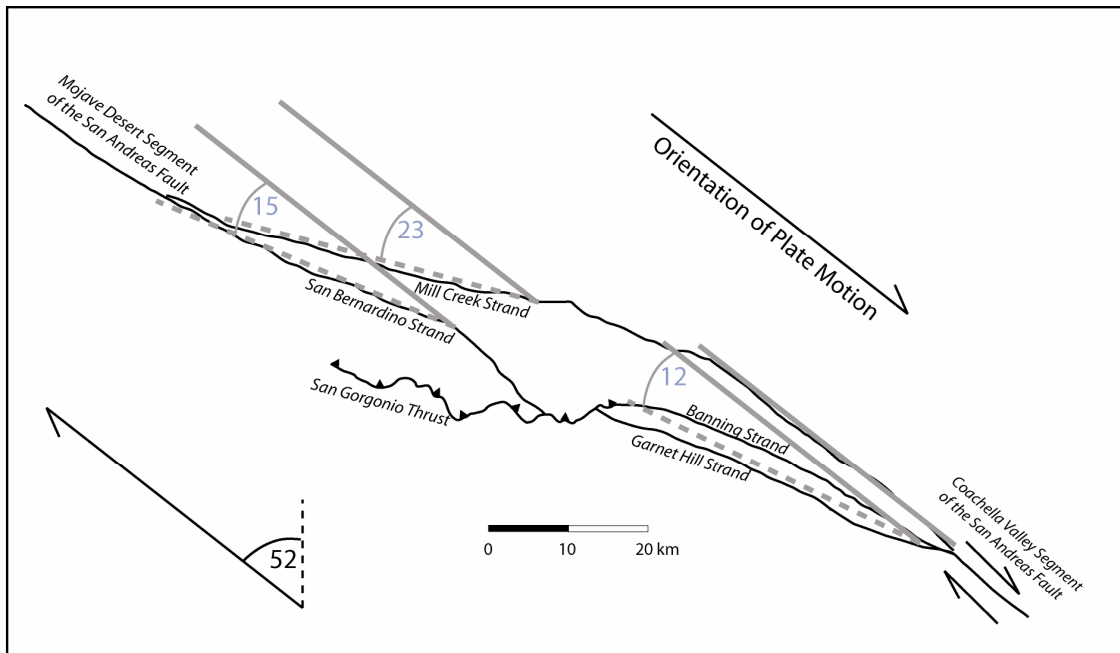 Mojave Desert Segment
of the San Andreas Fault
15
23
Orientation of Plate Motion
San Bernardino Strand
Mill Creek Strand
12
San Gorgonio Thrust
Banning Strand
Garnet Hill Strand
52
0 10 20 km
Coachella Valley Segment
of the San Andreas Fault